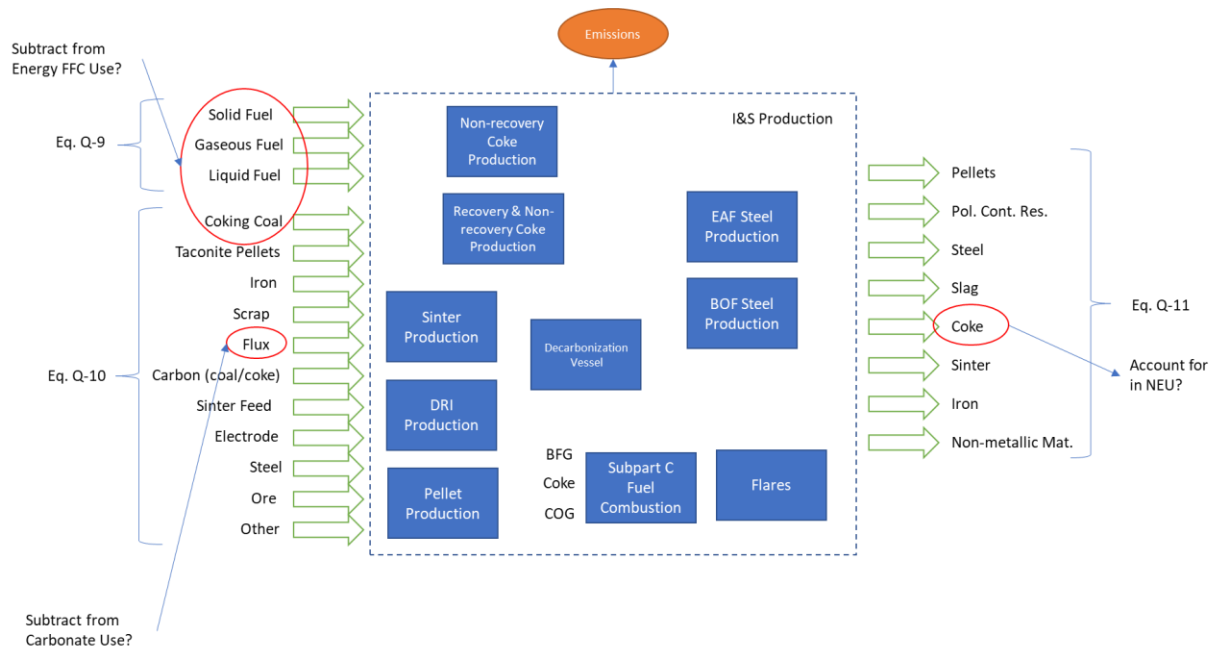 Emissions
Subtract from
Energy FFC Use?
Eq. Q-9
Solid Fuel
Gaseous Fuel
Liquid Fuel
Eq. Q-10
Coking Coal
Taconite Pellets
Iron
Scrap
Flux
Carbon (coal/coke)
Sinter Feed
Electrode
Steel
Ore
Other
Subtract from
Carbonate Use?
I&S Production
Non-recovery
Coke
Production
Recovery & Non-
recovery Coke
Production
EAF Steel
Production
BOF Steel
Production
Sinter
Production
Decarbonization
Vessel
DRI
Production
Pellet
Production
BFG
Coke
COG
Subpart C
Fuel
Combustion
Flares
Pellets
Pol. Cont. Res.
Steel
Slag
Coke
Sinter
Iron
Non-metallic Mat.
Eq. Q-11
Account for
in NEU?